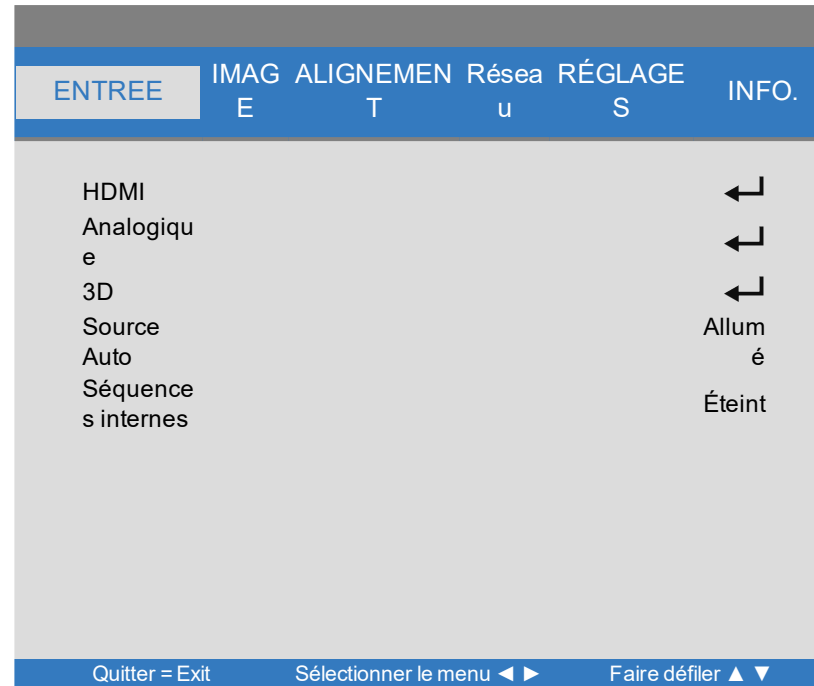 ENTREE IMAG ALIGNEMEN Résea RÉGLAGE INFO.
E T u S
HDMI
Analogiqu
e
3D
Source Allum
Auto é
Séquence
s internes Éteint
Quitter = Exit Sélectionner le menu ◄ ► Faire défiler ▲ ▼